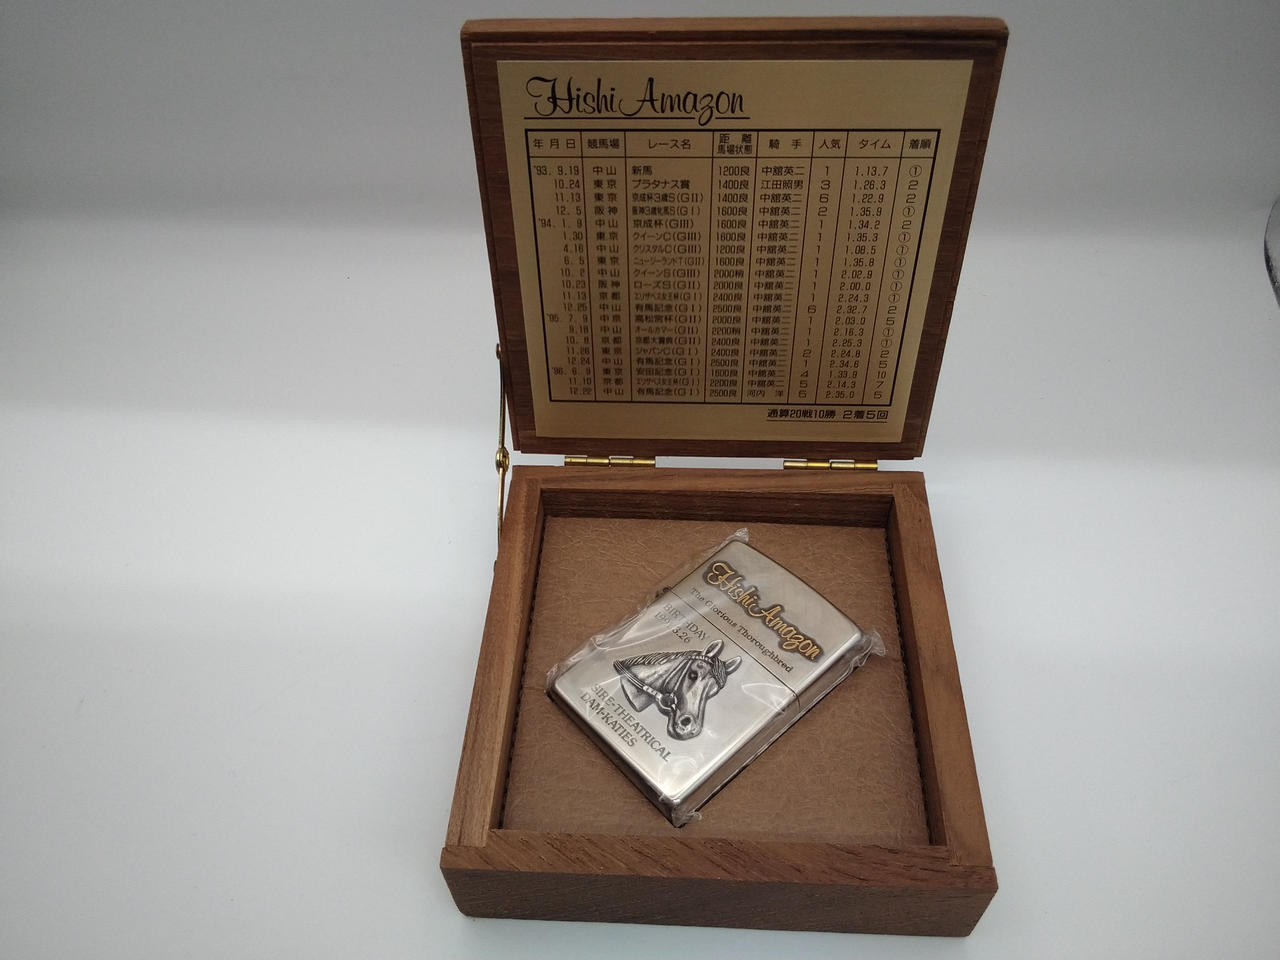 Hishi Amazon
年月日 競馬場 レース名 距離 馬場状態 騎手 人気 タイム 着順
'93. 9.19 中山 新馬 1200良 中舘英二 1 1.13.7 ①
10.24 東京 プラタナス賞 1400良 江田照男 3 1.26.3 2
11.13 東京 京成杯3歳S(GII) 1400良 中舘英二 6 1.22.9 2
12. 5 阪神 阪神3歳牝馬S(GI) 1600良 中舘英二 2 1.35.9 ①
'94. 1. 9 中山 京成杯(GIII) 1600良 中舘英二 1 1.34.2 2
1.30 東京 クイーンC(GIII) 1600良 中舘英二 1 1.35.3 ①
4.16 中山 クリスタルC(GIII) 1200良 中舘英二 1 1.08.5 ①
6. 5 東京 ニュージーランドT(GII) 1600良 中舘英二 1 1.35.8 ①
10. 2 中山 クイーンS(GIII) 2000稍 中舘英二 1 2.02.9 ①
10.23 阪神 ローズS(GII) 2000良 中舘英二 1 2.00.0 ①
11.13 京都 エリザベス女王杯(GI) 2400良 中舘英二 1 2.24.3 ①
12.25 中山 有馬記念(GI) 2500良 中舘英二 6 2.32.7 2
'95. 7. 9 中京 高松宮杯(GII) 2000良 中舘英二 1 2.03.0 5
9.18 中山 オールカマー(GII) 2200稍 中舘英二 1 2.16.3 ①
10. 8 京都 京都大賞典(GII) 2400良 中舘英二 1 2.25.3 ①
11.26 東京 ジャパンC(GI) 2400良 中舘英二 2 2.24.8 2
12.24 中山 有馬記念(GI) 2500良 中舘英二 1 2.34.6 5
'96. 6. 9 東京 安田記念(GI) 1600良 中舘英二 4 1.33.9 10
11.10 京都 エリザベス女王杯(GI) 2200良 中舘英二 5 2.14.3 7
12.22 中山 有馬記念(GI) 2500良 河内 洋 5 2.35.0 5
通算20戦10勝 2着5回
Hishi Amazon
The Glorious Thoroughbred
BIRTHDAY
3.26
SIRE-THEATRICAL
DAM-KATIES